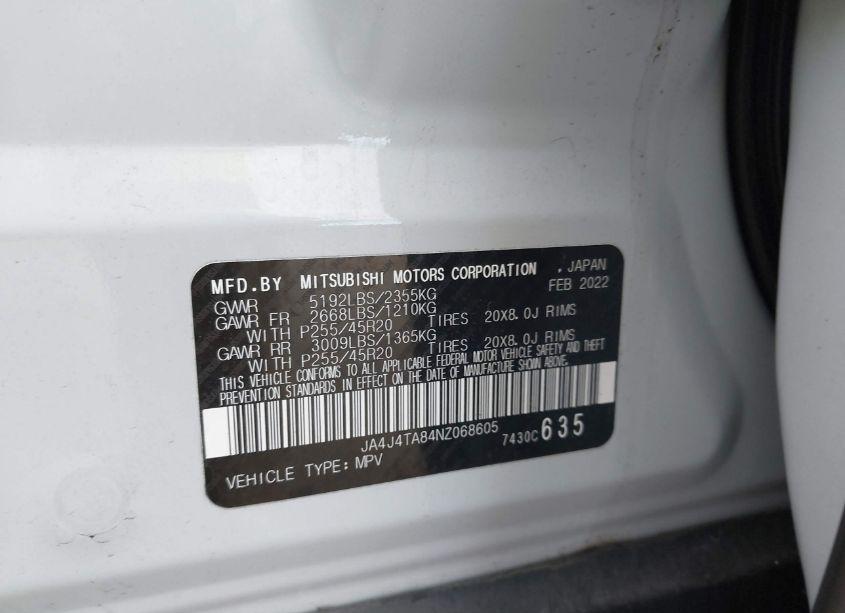 MFD.BY MITSUBISHI MOTORS CORPORATION , JAPAN
GVWR 5192LBS/2355KG FEB 2022
GAWR FR 2668LBS/1210KG
WITH P255/45R20 TIRES 20X8.0J RIMS
GAWR RR 3009LBS/1365KG
WITH P255/45R20 TIRES 20X8.0J RIMS
THIS VEHICLE CONFORMS TO ALL APPLICABLE FEDERAL MOTOR VEHICLE SAFETY AND THEFT
PREVENTION STANDARDS IN EFFECT ON THE DATE OF MANUFACTURE SHOWN ABOVE.
JA4J4TA84NZ068605 7430C 635
VEHICLE TYPE: MPV